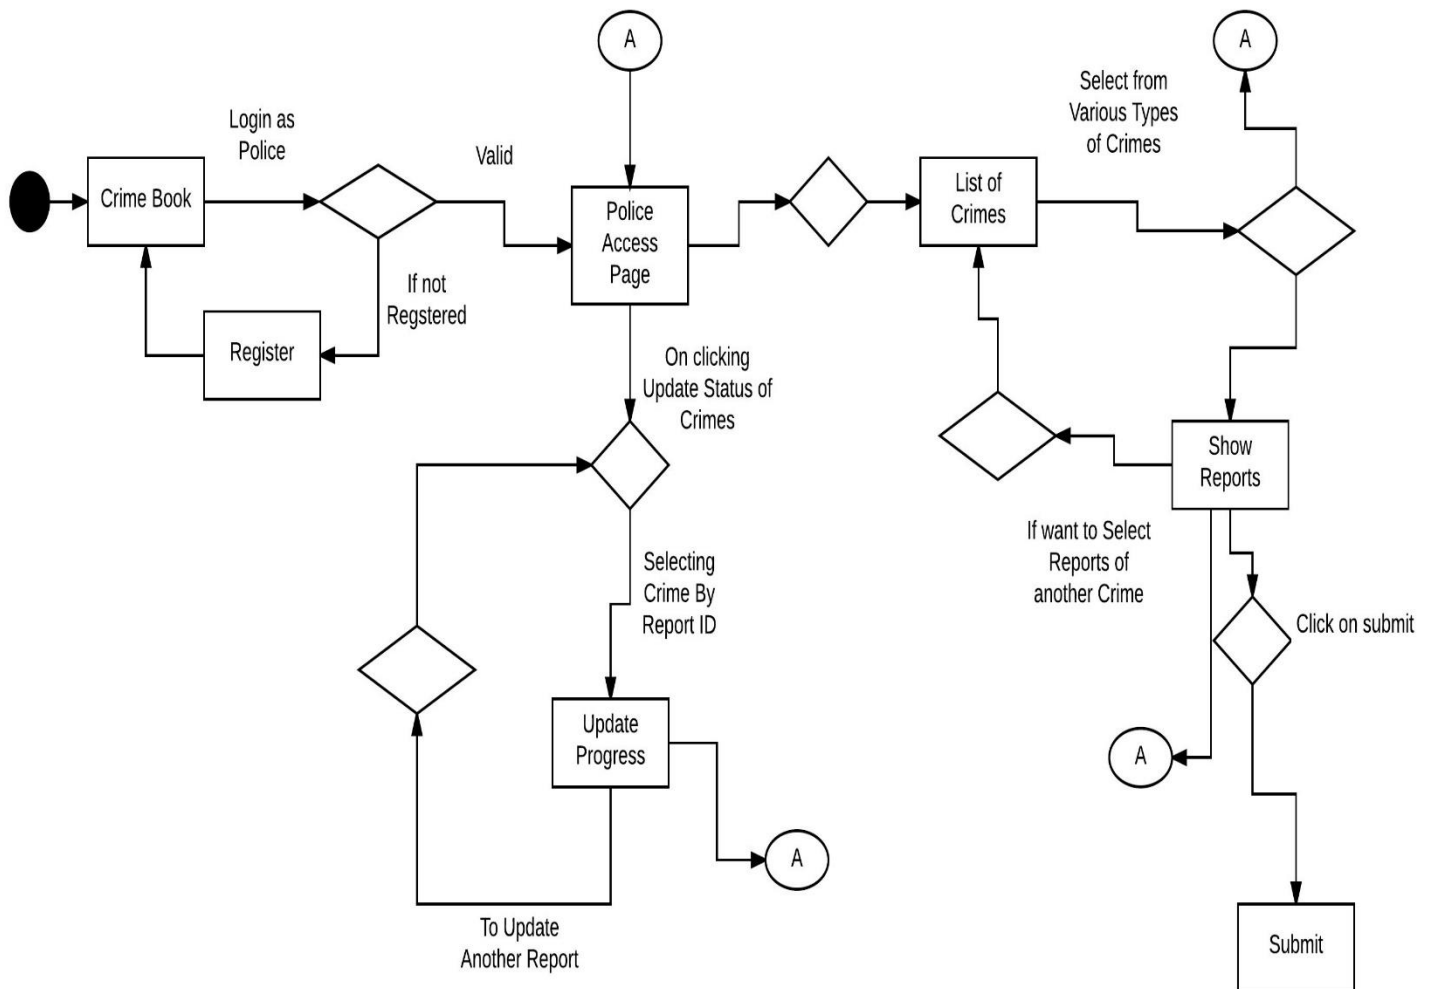 A
A
Select from
Various Types
of Crimes
Login as
Police
Valid
Crime Book
List of
Crimes
Police
Access
Page
If not
Regstered
Register
On clicking
Update Status of
Crimes
Show
Reports
If want to Select
Reports of
another Crime
Selecting
Crime By
Report ID
Click on submit
Update
Progress
A
A
To Update
Another Report
Submit